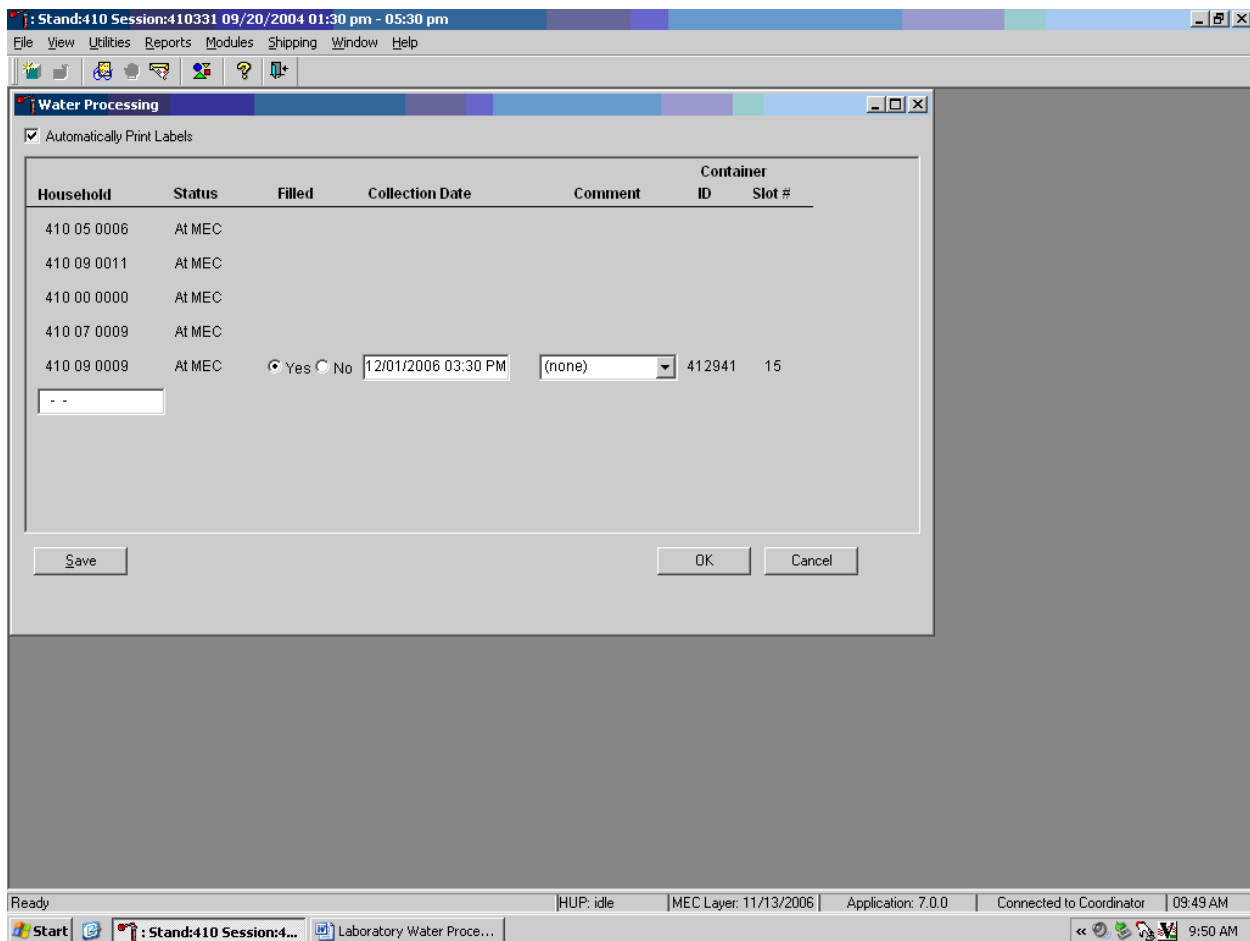 : Stand:410 Session:410331 09/20/2004 01:30 pm - 05:30 pm
File View Utilities Reports Modules Shipping Window Help
Water Processing
Automatically Print Labels
Container
Household Status Filled Collection Date Comment ID Slot #
410 05 0006 At MEC
410 09 0011 At MEC
410 00 0000 At MEC
410 07 0009 At MEC
410 09 0009 At MEC Yes No 12/01/2006 03:30 PM (none) 412941 15
- -
Save OK Cancel
Ready HUP: idle MEC Layer: 11/13/2006 Application: 7.0.0 Connected to Coordinator 09:49 AM
Start : Stand:410 Session:4... Laboratory Water Proce... « 9:50 AM